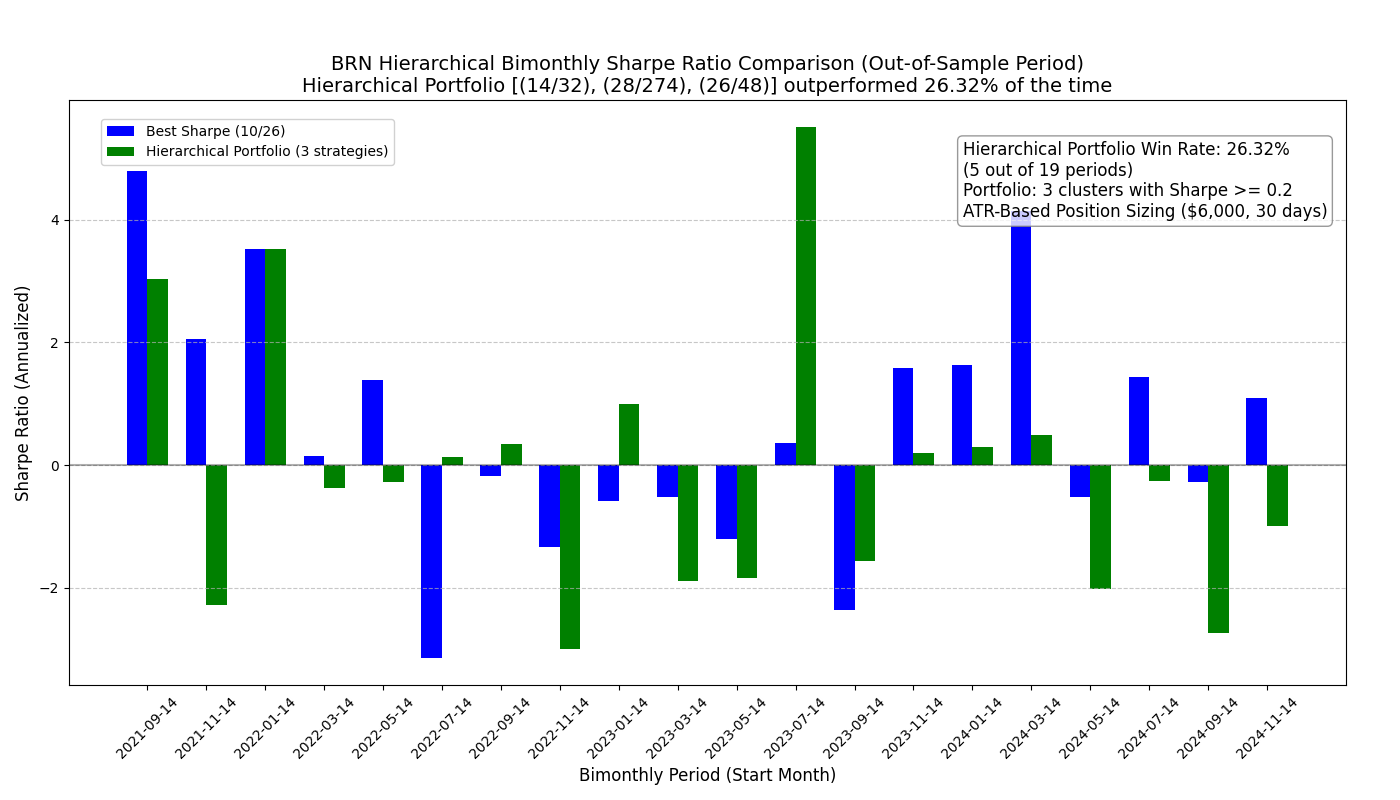 BRN Hierarchical Bimonthly Sharpe Ratio Comparison (Out-of-Sample Period)
Hierarchical Portfolio [(14/32), (28/274), (26/48)] outperformed 26.32% of the time
Best Sharpe (10/26)
Hierarchical Portfolio (3 strategies)
Hierarchical Portfolio Win Rate: 26.32%
(5 out of 19 periods)
Portfolio: 3 clusters with Sharpe >= 0.2
ATR-Based Position Sizing ($6,000, 30 days)
Sharpe Ratio (Annualized)
4
2
0
−2
2021-09-14
2021-11-14
2022-01-14
2022-03-14
2022-05-14
2022-07-14
2022-09-14
2022-11-14
2023-01-14
2023-03-14
2023-05-14
2023-07-14
2023-09-14
2023-11-14
2024-01-14
2024-03-14
2024-05-14
2024-07-14
2024-09-14
2024-11-14
Bimonthly Period (Start Month)